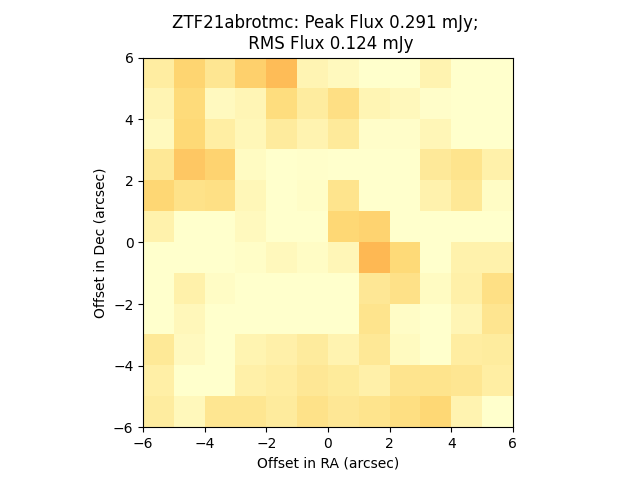 ZTF21abrotmc: Peak Flux 0.291 mJy;
RMS Flux 0.124 mJy
6
4
2
0
−2
−4
−6
Offset in Dec (arcsec)
−6 −4 −2 0 2 4 6
Offset in RA (arcsec)